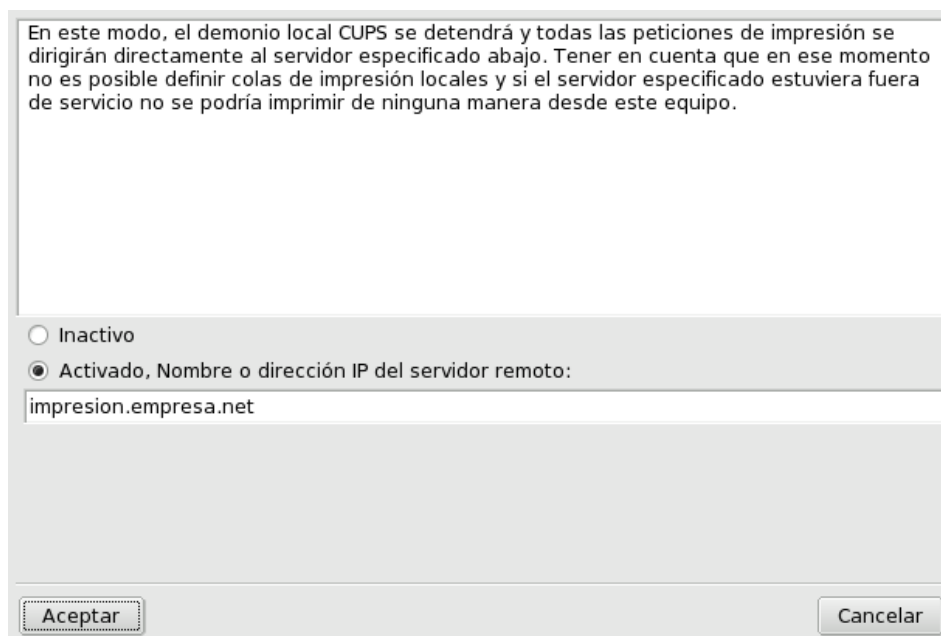 En este modo, el demonio local CUPS se detendrá y todas las peticiones de impresión se
dirigirán directamente al servidor especificado abajo. Tener en cuenta que en ese momento
no es posible definir colas de impresión locales y si el servidor especificado estuviera fuera
de servicio no se podría imprimir de ninguna manera desde este equipo.
Inactivo
Activado, Nombre o dirección IP del servidor remoto:
impresion.empresa.net
Aceptar
Cancelar